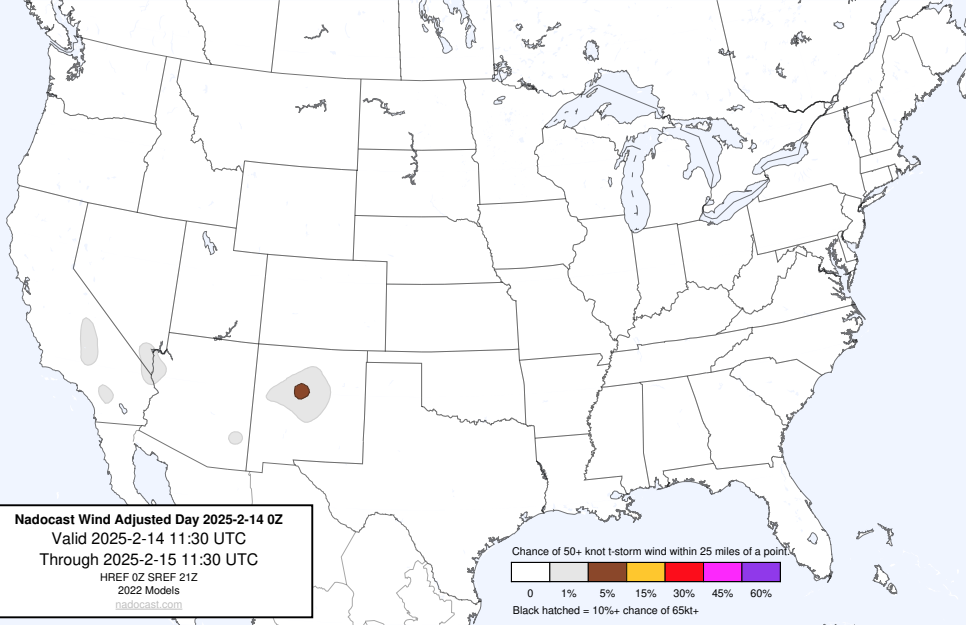 Nadocast Wind Adjusted Day 2025-2-14 0Z
Valid 2025-2-14 11:30 UTC
Through 2025-2-15 11:30 UTC
HREF 0Z SREF 21Z
2022 Models
nadocast.com
Chance of 50+ knot t-storm wind within 25 miles of a point.
0 1% 5% 15% 30% 45% 60%
Black hatched = 10%+ chance of 65kt+